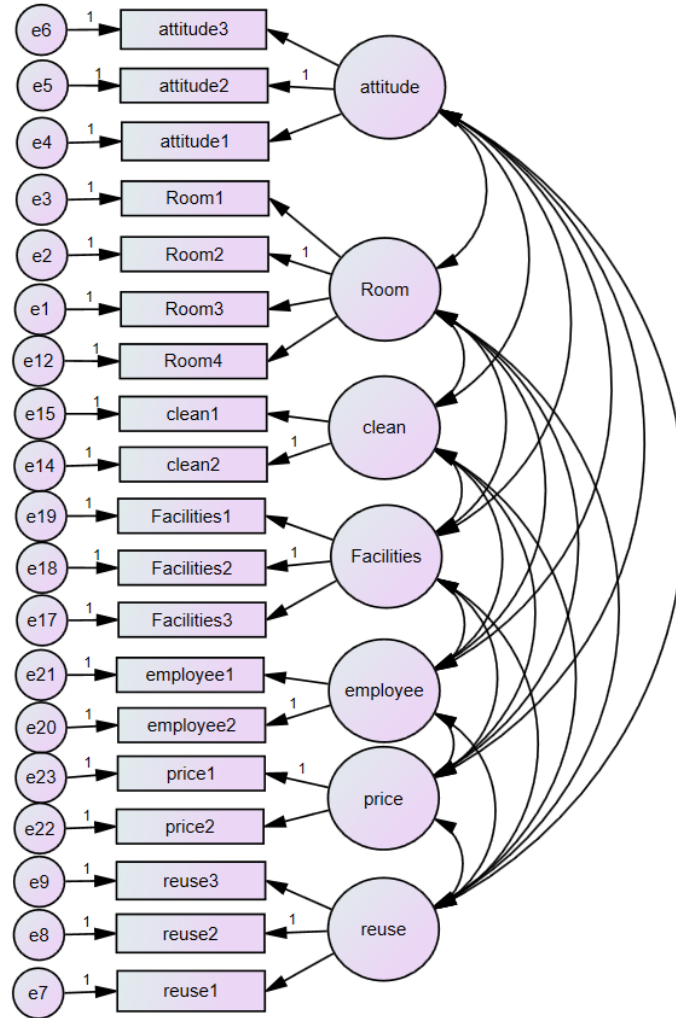 e6 1 attitude3
e5 1 attitude2 1 attitude
e4 1 attitude1
e3 1 Room1
e2 1 Room2 1 Room
e1 1 Room3
e12 1 Room4
e15 1 clean1 clean
e14 1 clean2 1
e19 1 Facilities1
e18 1 Facilities2 1 Facilities
e17 1 Facilities3
e21 1 employee1 employee
e20 1 employee2 1
e23 1 price1 1 price
e22 1 price2
e9 1 reuse3
e8 1 reuse2 1 reuse
e7 1 reuse1